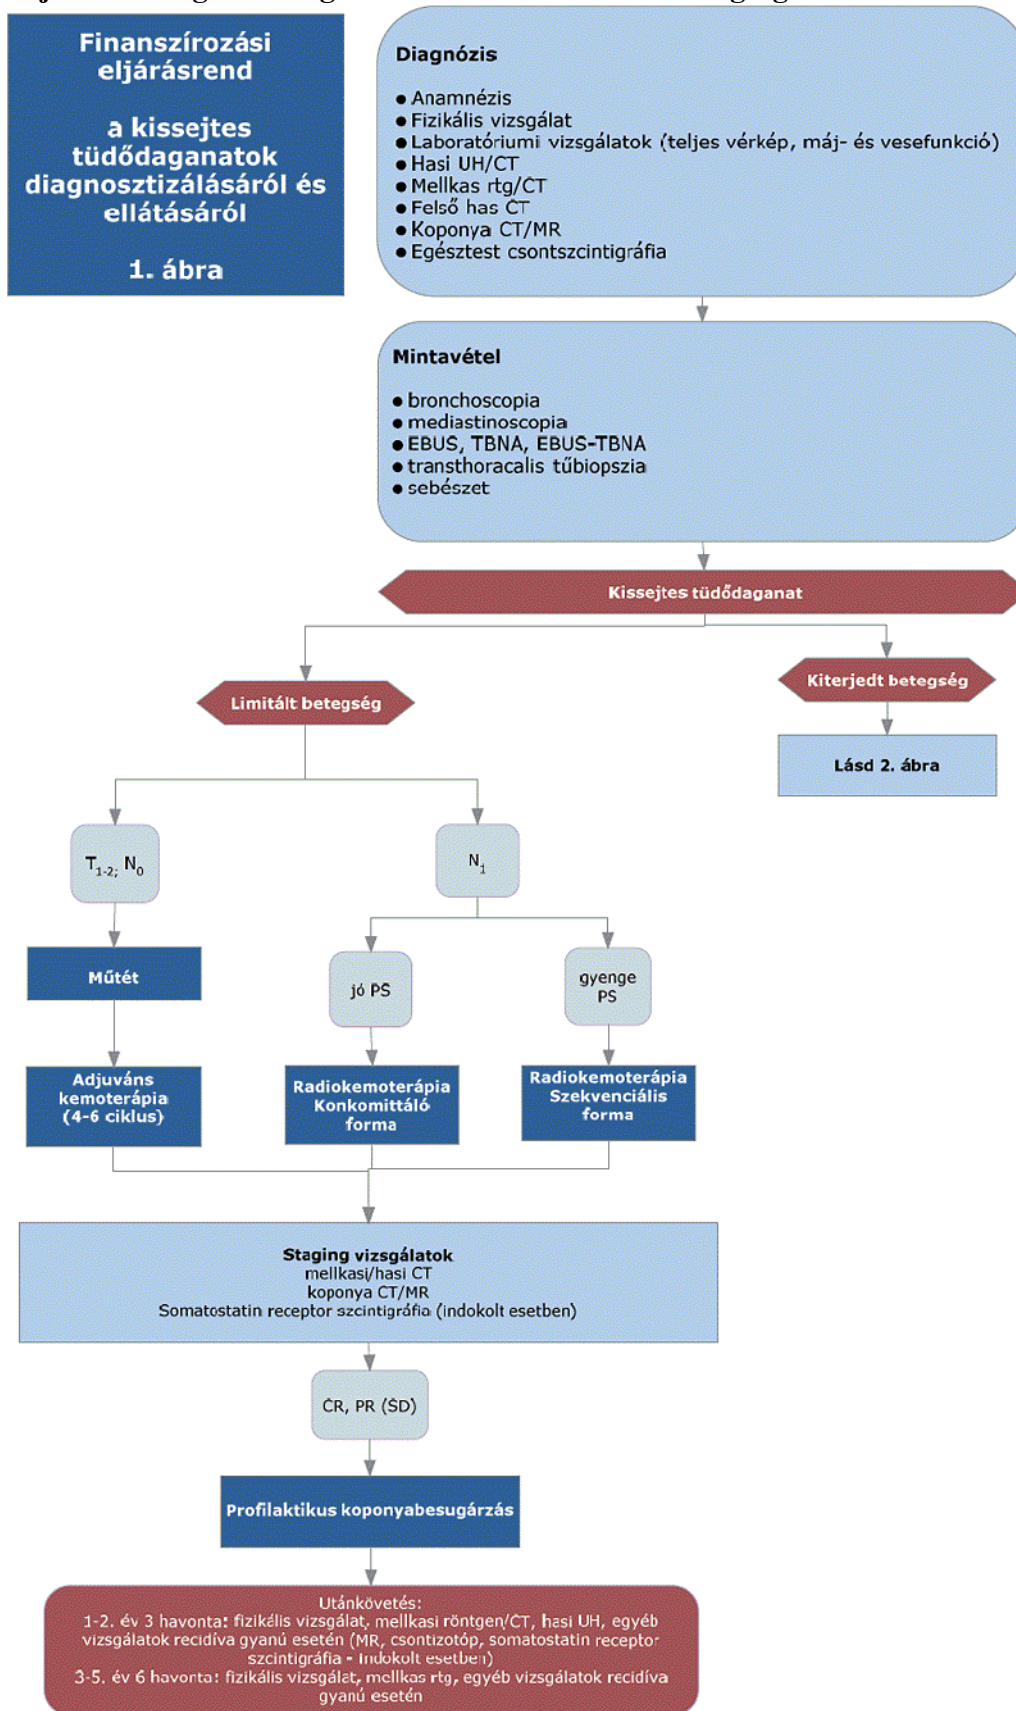 Finanszírozási
eljárásrend
a kissejtes
tüdődaganatok
diagnosztizálásáról és
ellátásáról
1. ábra
Diagnózis
● Anamnézis
● Fizikális vizsgálat
● Laboratóriumi vizsgálatok (teljes vérkép, máj- és vesefunkció)
● Hasi UH/CT
● Mellkas rtg/CT
● Felső has CT
● Koponya CT/MR
● Egésztest csontszcintigráfia
Mintavétel
● bronchoscopia
● mediastinoscopia
● EBUS, TBNA, EBUS-TBNA
● transthoracalis tűbiopszia
● sebészet
Kissejtes tüdődaganat
Limitált betegség
Kiterjedt betegség
Lásd 2. ábra
T1-2; N0
N1
Műtét
jó PS
gyenge
PS
Adjuváns
kemoterápia
(4-6 ciklus)
Radiokemoterápia
Konkomittáló
forma
Radiokemoterápia
Szekvenciális
forma
Staging vizsgálatok
mellkasi/hasi CT
koponya CT/MR
Somatostatin receptor szcintigráfia (indokolt esetben)
CR, PR (SD)
Profilaktikus koponyabesugárzás
Utánkövetés:
1-2. év 3 havonta: fizikális vizsgálat, mellkasi röntgen/CT, hasi UH, egyéb
vizsgálatok recidíva gyanú esetén (MR, csontizotóp, somatostatin receptor
szcintigráfia - indokolt esetben)
3-5. év 6 havonta: fizikális vizsgálat, mellkas rtg, egyéb vizsgálatok recidíva
gyanú esetén